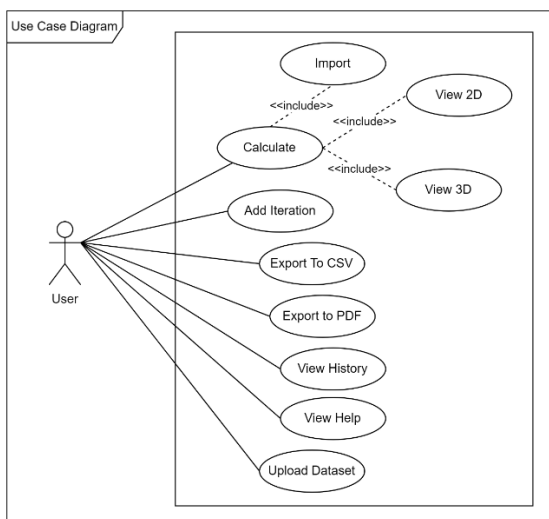 Use Case Diagram
Import
<<include>>
View 2D
<<include>>
Calculate
<<include>>
View 3D
Add Iteration
Export To CSV
User
Export to PDF
View History
View Help
Upload Dataset